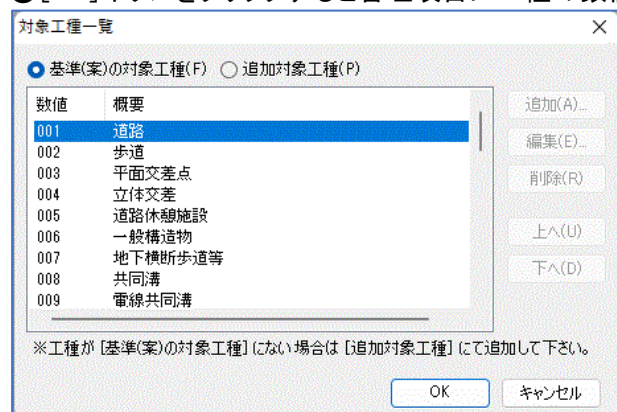 対象工種一覧
基準(案)の対象工種(F) 追加対象工種(P)
数値 概要
001 道路
002 歩道
003 平面交差点
004 立体交差
005 道路休憩施設
006 一般構造物
007 地下横断歩道等
008 共同溝
009 電線共同溝
追加(A)...
編集(E)...
削除(R)
上へ(U)
下へ(D)
※工種が [基準(案)の対象工種] にない場合は [追加対象工種] にて追加して下さい。
OK キャンセル